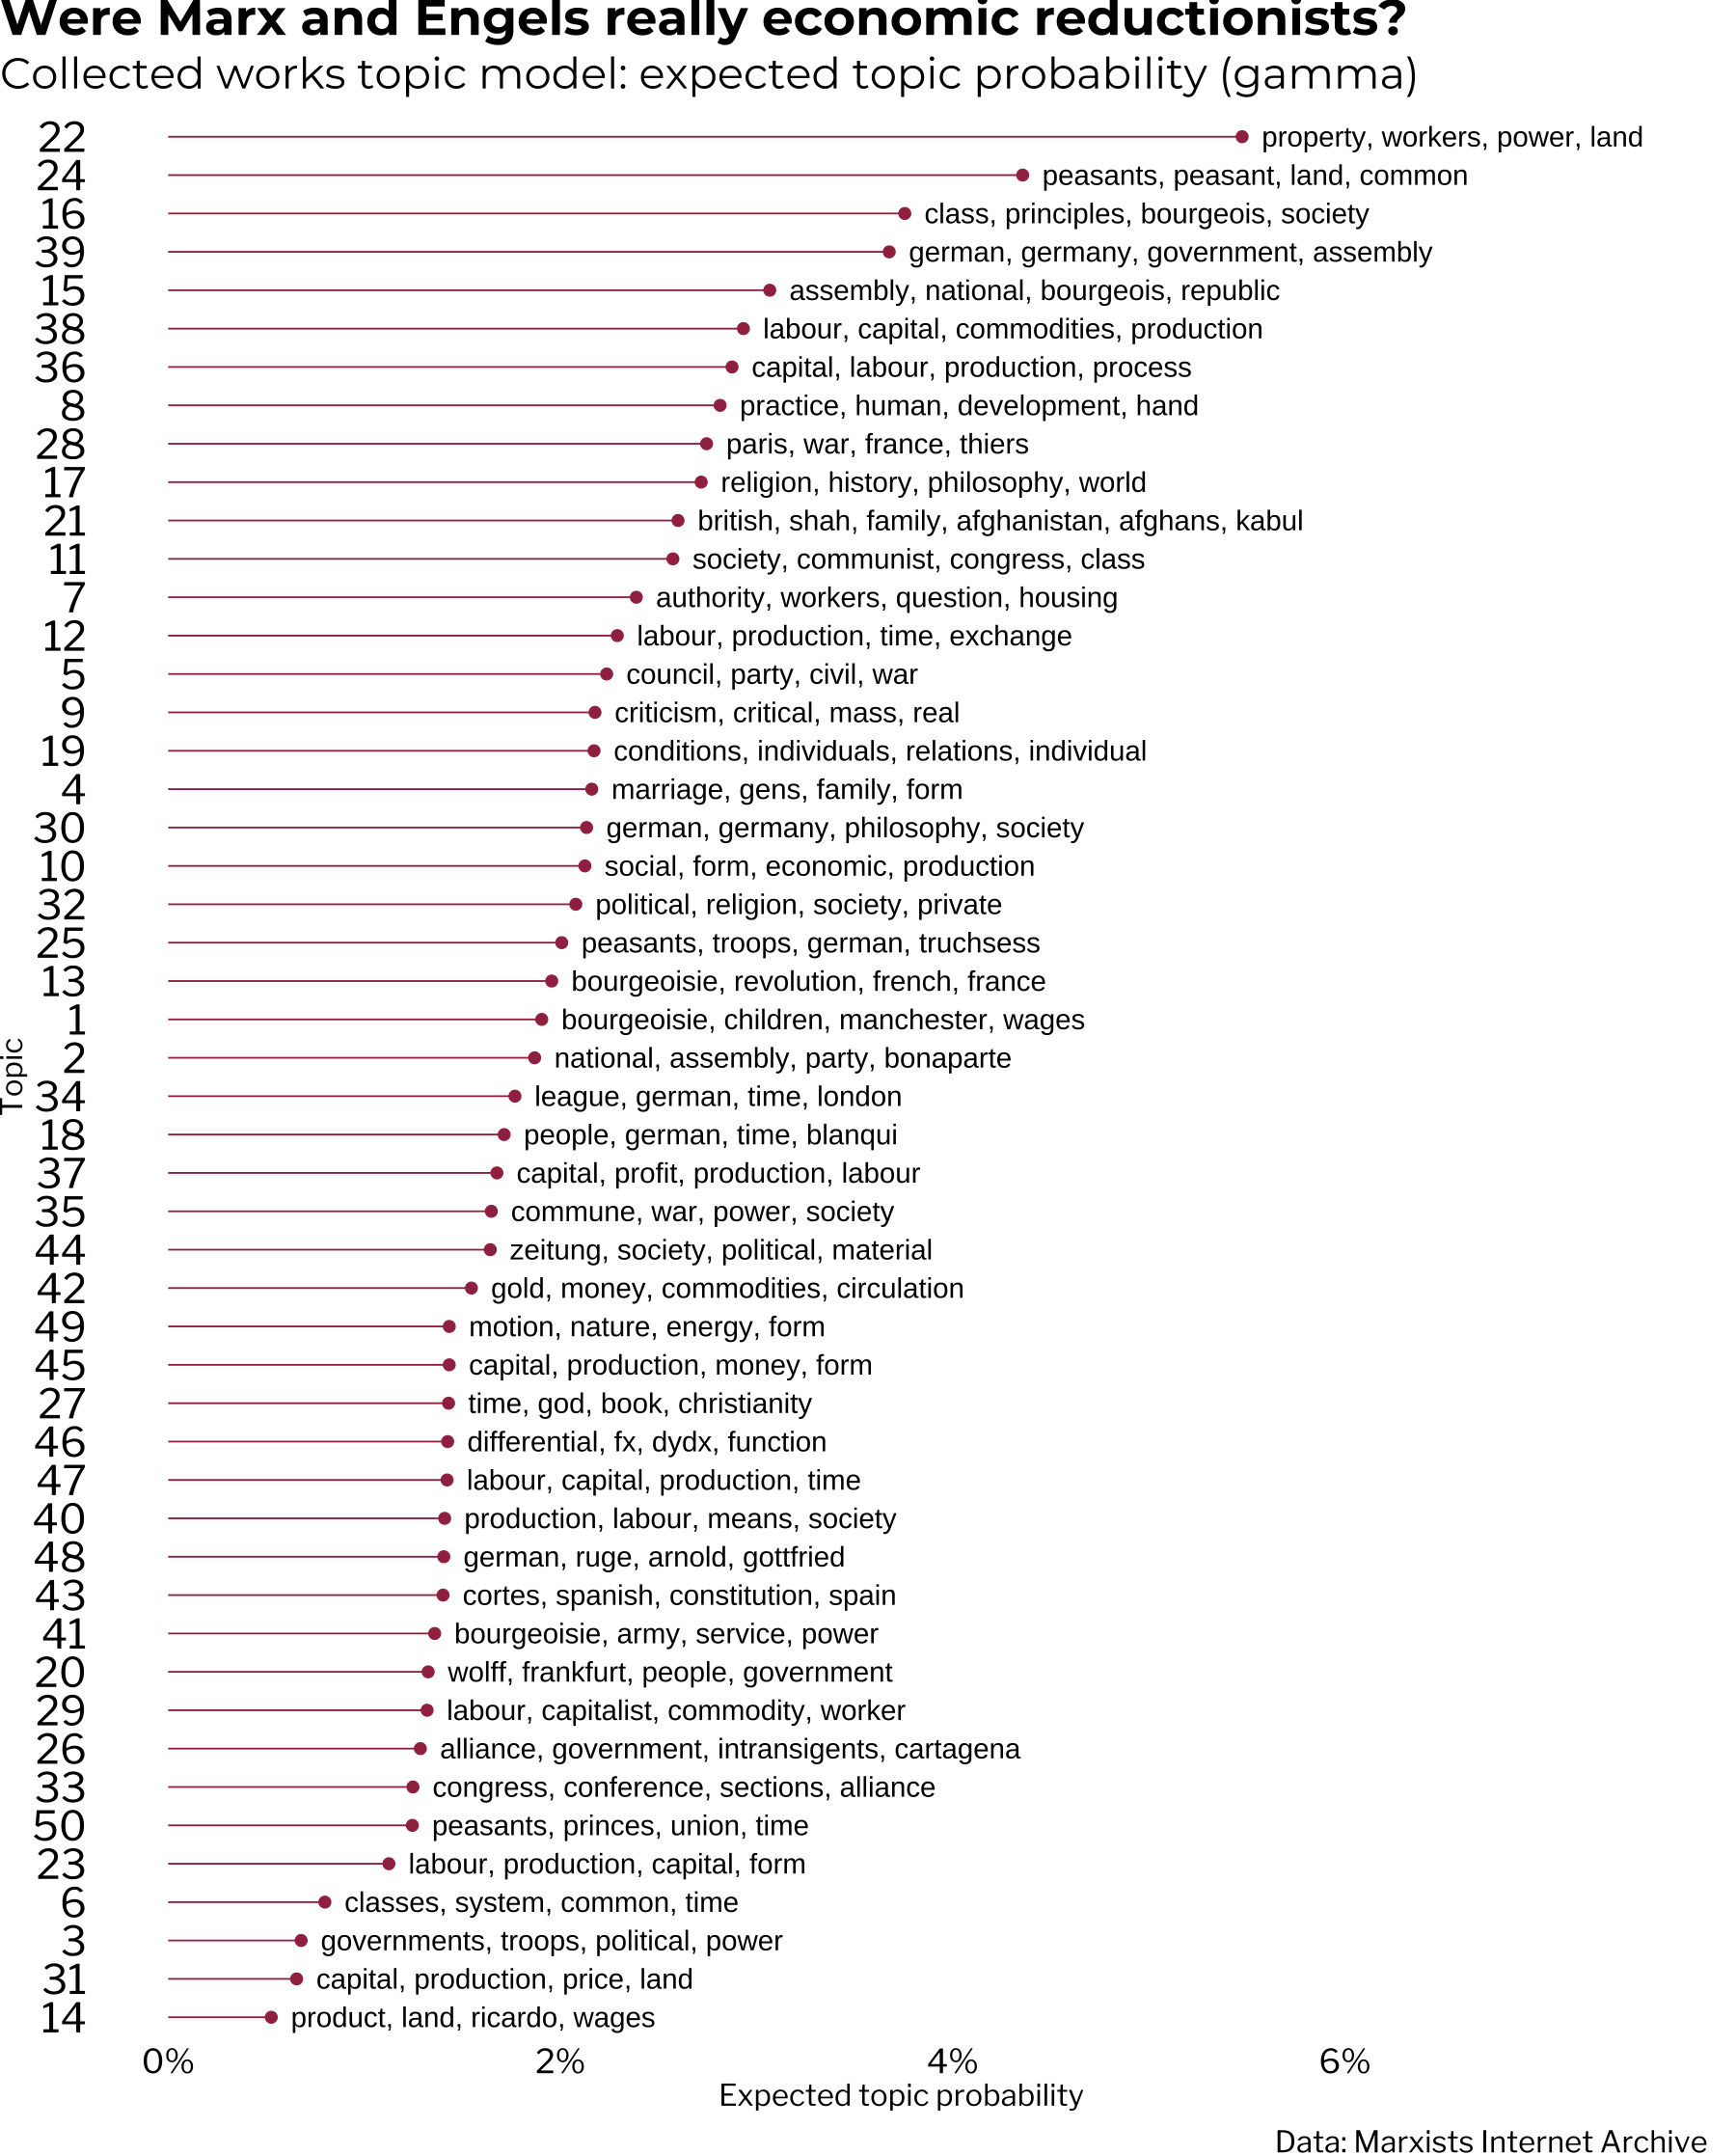 Were Marx and Engels really economic reductionists?
Collected works topic model: expected topic probability (gamma)
22 property, workers, power, land
24 peasants, peasant, land, common
16 class, principles, bourgeois, society
39 german, germany, government, assembly
15 assembly, national, bourgeois, republic
38 labour, capital, commodities, production
36 capital, labour, production, process
8 practice, human, development, hand
28 paris, war, france, thiers
17 religion, history, philosophy, world
21 british, shah, family, afghanistan, afghans, kabul
11 society, communist, congress, class
7 authority, workers, question, housing
12 labour, production, time, exchange
5 council, party, civil, war
9 criticism, critical, mass, real
19 conditions, individuals, relations, individual
4 marriage, gens, family, form
30 german, germany, philosophy, society
10 social, form, economic, production
32 political, religion, society, private
25 peasants, troops, german, truchsess
13 bourgeoisie, revolution, french, france
1 bourgeoisie, children, manchester, wages
2 national, assembly, party, bonaparte
Topic
34 league, german, time, london
18 people, german, time, blanqui
37 capital, profit, production, labour
35 commune, war, power, society
44 zeitung, society, political, material
42 gold, money, commodities, circulation
49 motion, nature, energy, form
45 capital, production, money, form
27 time, god, book, christianity
46 differential, fx, dydx, function
47 labour, capital, production, time
40 production, labour, means, society
48 german, ruge, arnold, gottfried
43 cortes, spanish, constitution, spain
41 bourgeoisie, army, service, power
20 wolff, frankfurt, people, government
29 labour, capitalist, commodity, worker
26 alliance, government, intransigents, cartagena
33 congress, conference, sections, alliance
50 peasants, princes, union, time
23 labour, production, capital, form
6 classes, system, common, time
3 governments, troops, political, power
31 capital, production, price, land
14 product, land, ricardo, wages
0% 2% 4% 6%
Expected topic probability
Data: Marxists Internet Archive